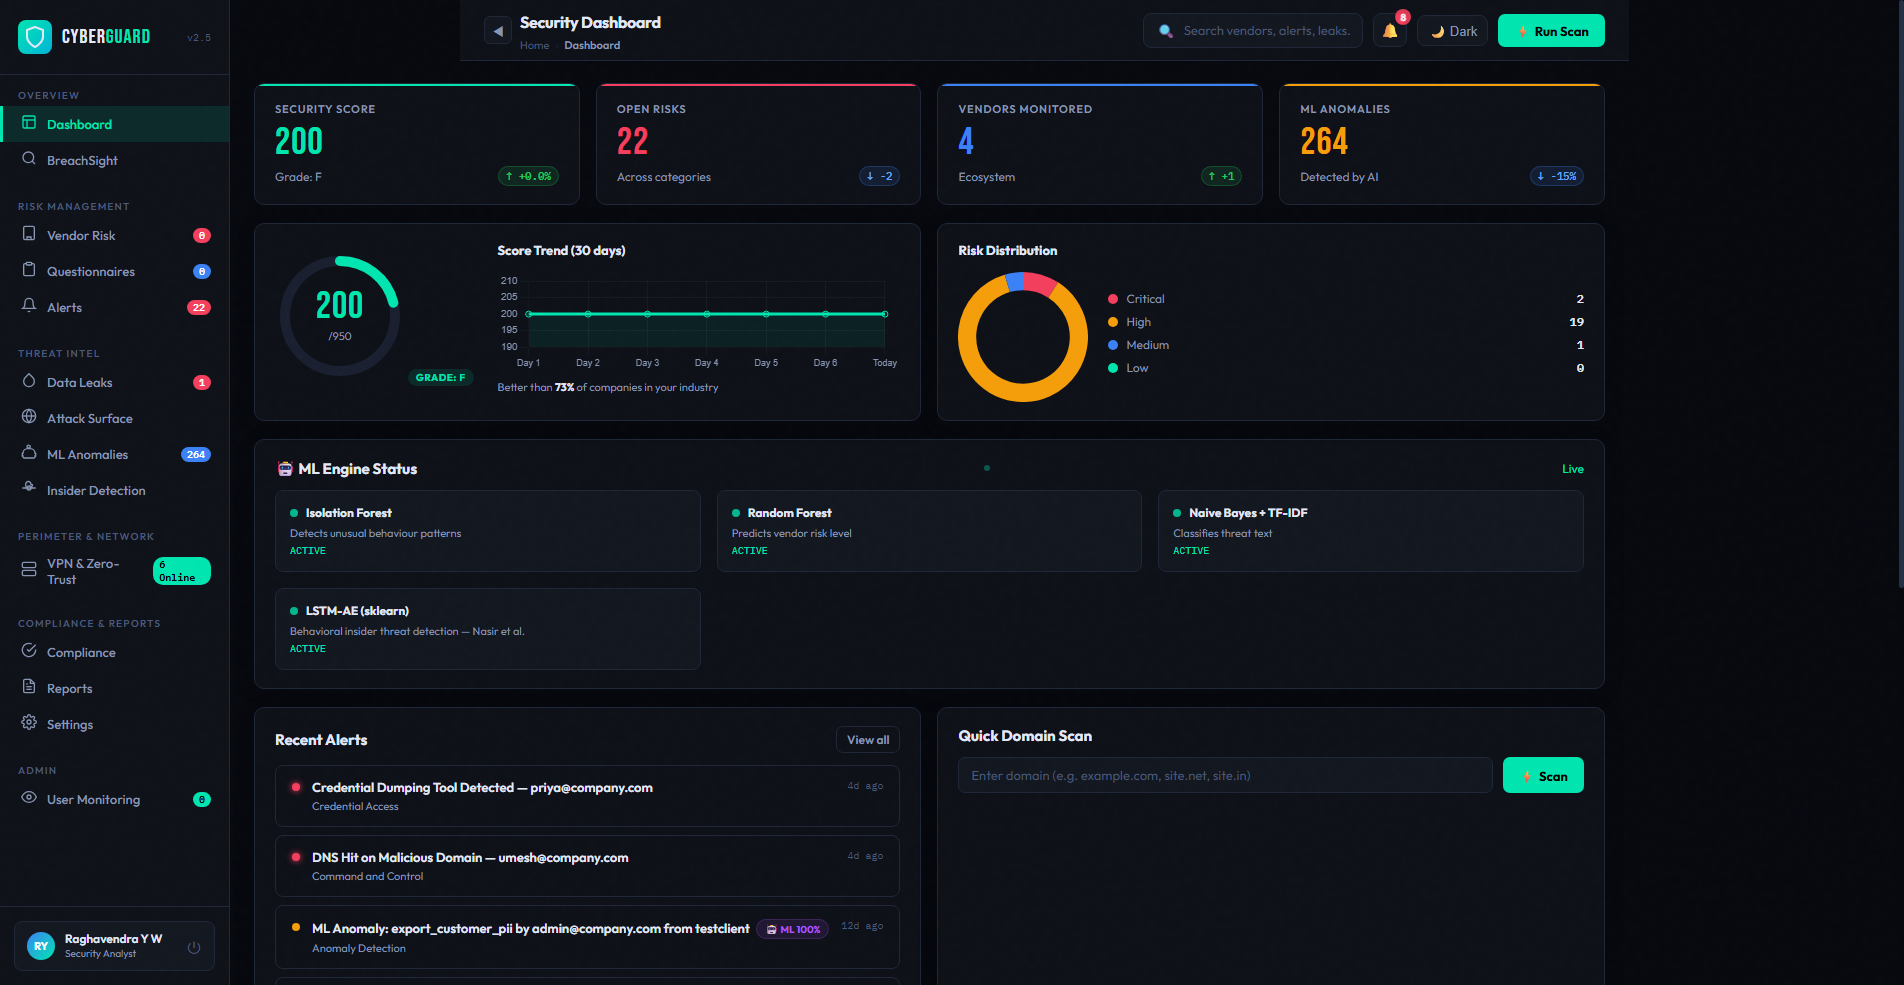 CYBERGUARD v2.5
OVERVIEW
Dashboard
BreachSight
RISK MANAGEMENT
Vendor Risk 0
Questionnaires 0
Alerts 22
THREAT INTEL
Data Leaks 1
Attack Surface
ML Anomalies 264
Insider Detection
PERIMETER & NETWORK
VPN & Zero-
Trust
6
Online
COMPLIANCE & REPORTS
Compliance
Reports
Settings
ADMIN
User Monitoring 0
RY
Raghavendra Y W
Security Analyst
Security Dashboard
Home Dashboard
Search vendors, alerts, leaks.
8
Dark
Run Scan
SECURITY SCORE
200
Grade: F ↑ +0.0%
OPEN RISKS
22
Across categories ↓ -2
VENDORS MONITORED
4
Ecosystem ↑ +1
ML ANOMALIES
264
Detected by AI ↓ -15%
200
/950
GRADE: F
Score Trend (30 days)
210
205
200
195
190
Day 1 Day 2 Day 3 Day 4 Day 5 Day 6 Today
Better than 73% of companies in your industry
Risk Distribution
Critical 2
High 19
Medium 1
Low 0
ML Engine Status Live
Isolation Forest
Detects unusual behaviour patterns
ACTIVE
Random Forest
Predicts vendor risk level
ACTIVE
Naive Bayes + TF-IDF
Classifies threat text
ACTIVE
LSTM-AE (sklearn)
Behavioral insider threat detection — Nasir et al.
ACTIVE
Recent Alerts View all
Credential Dumping Tool Detected — priya@company.com 4d ago
Credential Access
DNS Hit on Malicious Domain — umesh@company.com 4d ago
Command and Control
ML Anomaly: export_customer_pii by admin@company.com from testclient ML 100% 12d ago
Anomaly Detection
Quick Domain Scan
Enter domain (e.g. example.com, site.net, site.in)
Scan